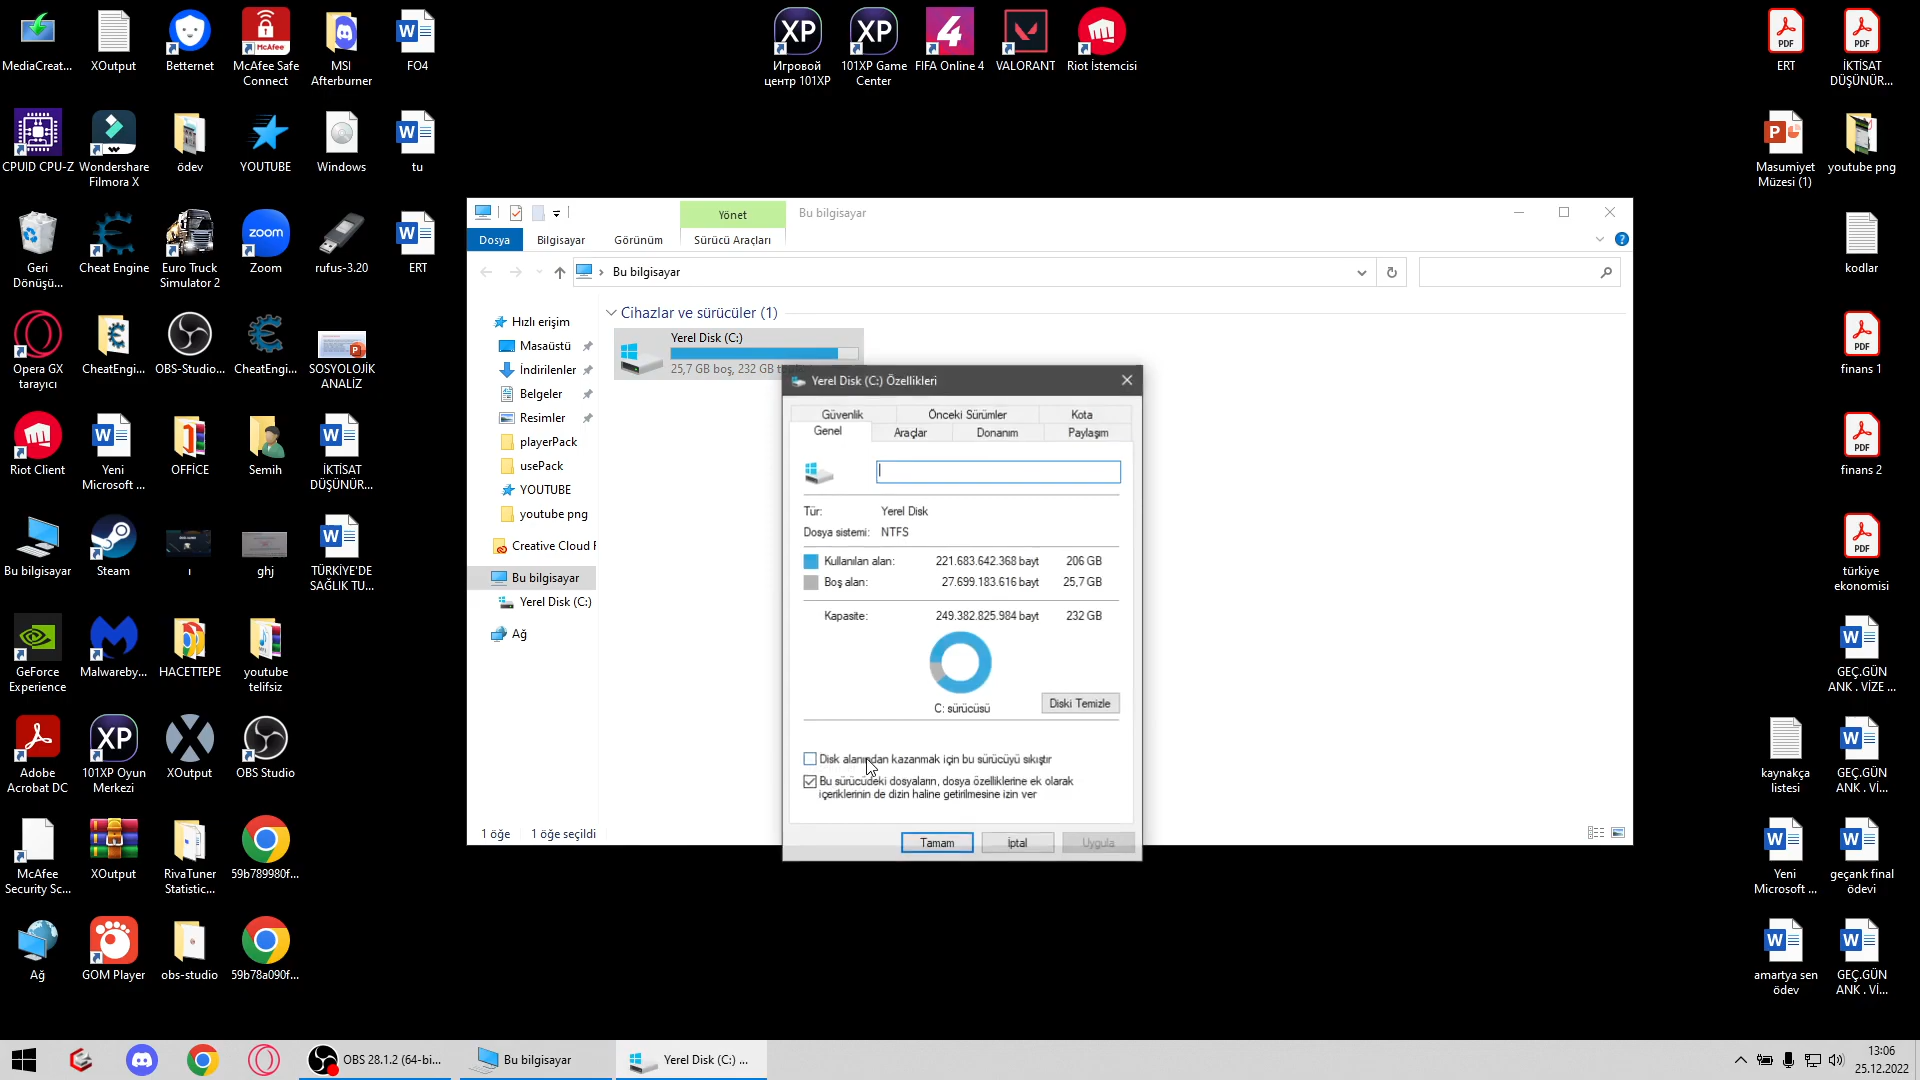 MediaCreat...
XOutput
Betternet
McAfee Safe
Connect
MSI
Afterburner
FO4
Игровой
центр 101XP
101XP Game
Center
FIFA Online 4
VALORANT
Riot İstemcisi
ERT
İKTİSAT
DÜŞÜNÜR...
CPUID CPU-Z
Wondershare
Filmora X
ödev
YOUTUBE
Windows
tu
Masumiyet
Müzesi (1)
youtube png
Geri
Dönüşü...
Cheat Engine
Euro Truck
Simulator 2
Zoom
rufus-3.20
ERT
kodlar
Opera GX
tarayıcı
CheatEngi...
OBS-Studio...
CheatEngi...
SOSYOLOJİK
ANALİZ
finans 1
Riot Client
Yeni
Microsoft ...
OFFİCE
Semih
İKTİSAT
DÜŞÜNÜR...
finans 2
Bu bilgisayar
Steam
ı
ghj
TÜRKİYE'DE
SAĞLIK TU...
türkiye
ekonomisi
GeForce
Experience
Malwareby...
HACETTEPE
youtube
telifsiz
GEÇ.GÜN
ANK . VİZE ...
Adobe
Acrobat DC
101XP Oyun
Merkezi
XOutput
OBS Studio
kaynakça
listesi
GEÇ.GÜN
ANK . Vİ...
McAfee
Security Sc...
XOutput
RivaTuner
Statistic...
59b789980f...
Yeni
Microsoft ...
geçank final
ödevi
Ağ
GOM Player
obs-studio
59b78a090f...
amartya sen
ödev
GEÇ.GÜN
ANK . Vİ...
Yönet
Bu bilgisayar
Dosya
Bilgisayar
Görünüm
Sürücü Araçları
Bu bilgisayar
Hızlı erişim
Masaüstü
İndirilenler
Belgeler
Resimler
playerPack
usePack
YOUTUBE
youtube png
Creative Cloud F
Bu bilgisayar
Yerel Disk (C:)
Ağ
Cihazlar ve sürücüler (1)
Yerel Disk (C:)
25,7 GB boş, 232 GB
1 öğe
1 öğe seçildi
Yerel Disk (C:) Özellikleri
Güvenlik
Önceki Sürümler
Kota
Genel
Araçlar
Donanım
Paylaşım
Tür:
Yerel Disk
Dosya sistemi:
NTFS
Kullanılan alan:
221.683.642.368 bayt
206 GB
Boş alan:
27.699.183.616 bayt
25,7 GB
Kapasite:
249.382.825.984 bayt
232 GB
C: sürücüsü
Diski Temizle
Disk alanından kazanmak için bu sürücüyü sıkıştır
Bu sürücüdeki dosyaların, dosya özelliklerine ek olarak
içeriklerinin de dizin haline getirilmesine izin ver
Tamam
İptal
Uygula
OBS 28.1.2 (64-bi...
Bu bilgisayar
Yerel Disk (C:) ...
13:06
25.12.2022